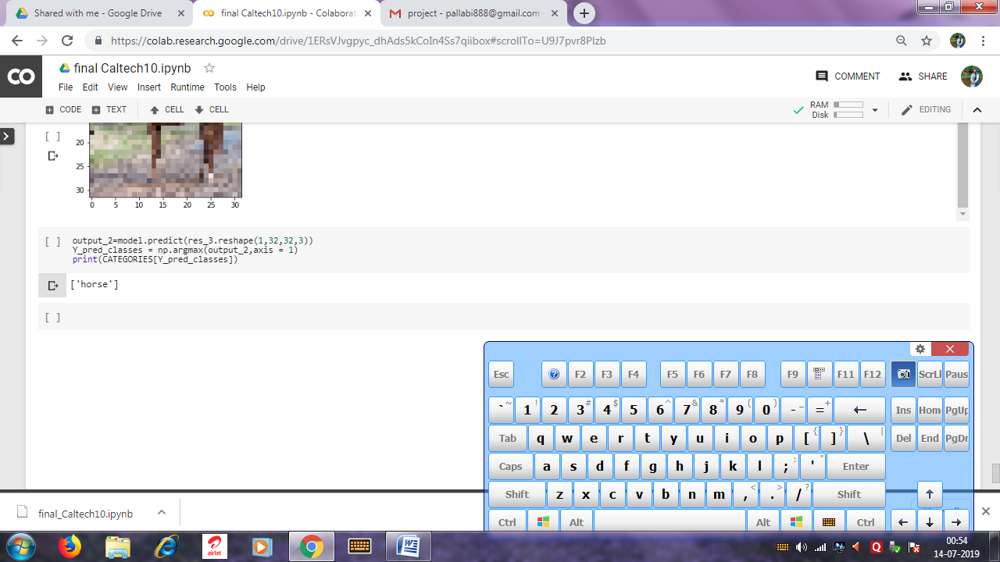 Shared with me - Google Drive
final Caltech10.ipynb - Colaborat
project - pallabi888@gmail.com
https://colab.research.google.com/drive/1ERsVJvgpyc_dhAds5kCoIn4Ss7qiibox#scrollTo=U9J7pvr8PIzb
CO
final Caltech10.ipynb
COMMENT
SHARE
File Edit View Insert Runtime Tools Help
CODE TEXT CELL CELL
RAM
Disk
EDITING
[ ]
20
25
30
0 5 10 15 20 25 30
[ ] output_2=model.predict(res_3.reshape(1,32,32,3))
Y_pred_classes = np.argmax(output_2,axis = 1)
print(CATEGORIES[Y_pred_classes])
['horse']
[ ]
Esc ? F2 F3 F4 F5 F6 F7 F8 F9 F11 F12 ScrLl Paus
` ~ 1 ! 2 3 # 4 $ 5 6 ^ 7 & 8 * 9 ( 0 ) - _ = + ← Ins Hom PgUp
Tab q w e r t y u i o p [ { ] } \ | Del End PgDn
Caps a s d f g h j k l ; : ' " Enter
Shift z x c v b n m , < . > / ? Shift ↑
Ctrl Alt Alt Ctrl ← ↓ →
final_Caltech10.ipynb
airtel
W
Q
00:54
14-07-2019